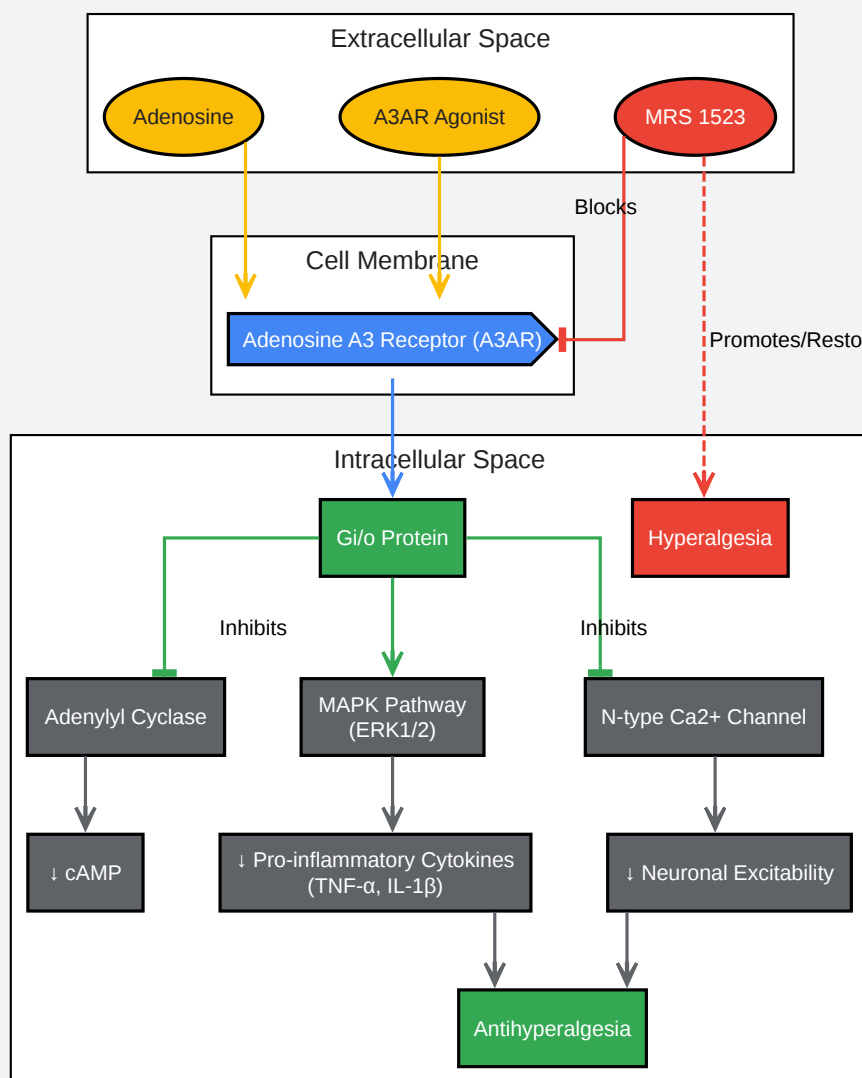 Extracellular Space
Adenosine
A3AR Agonist
MRS 1523
Blocks
Cell Membrane
Adenosine A3 Receptor (A3AR)
Promotes/Resto
Intracellular Space
Gi/o Protein
Hyperalgesia
Inhibits
Inhibits
Adenylyl Cyclase
MAPK Pathway
(ERK1/2)
N-type Ca2+ Channel
↓ cAMP
↓ Pro-inflammatory Cytokines
(TNF-α, IL-1β)
↓ Neuronal Excitability
Antihyperalgesia